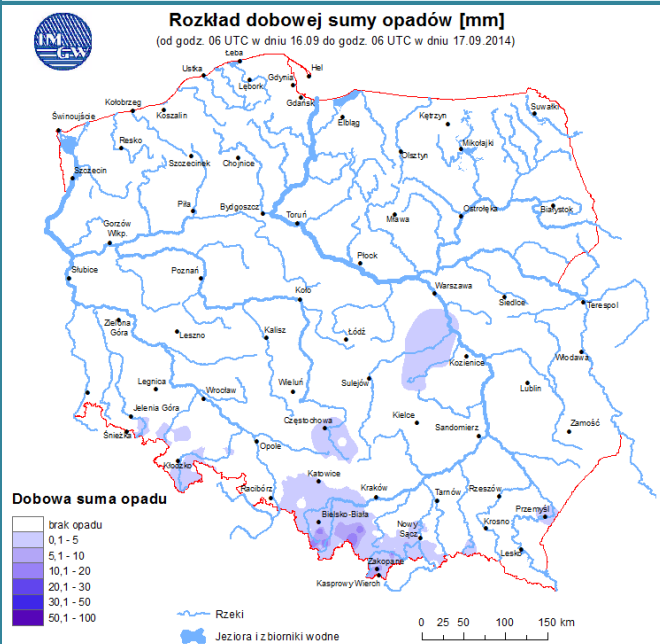 Rozkład dobowej sumy opadów [mm]
(od godz. 06 UTC w dniu 16.09 do godz. 06 UTC w dniu 17.09.2014)
IM
GW
Łeba
Hel
Ustka
Gdynia
Lębork
Gdańsk
Kołobrzeg
Koszalin
Elbląg
Kętrzyn
Suwałki
Świnoujście
Resko
Mikołajki
Szczecinek
Chojnice
Olsztyn
Szczecin
Piła
Bydgoszcz
Toruń
Mława
Ostrołęka
Białystok
Gorzów
Wlkp.
Płock
Słubice
Poznań
Koło
Warszawa
Siedlce
Terespol
Zielona
Góra
Leszno
Kalisz
Łódź
Kozienice
Włodawa
Legnica
Wrocław
Wieluń
Sulejów
Lublin
Jelenia Góra
Śnieżka
Częstochowa
Kielce
Sandomierz
Zamość
Opole
Kłodzko
Racibórz
Katowice
Kraków
Tarnów
Rzeszów
Przemyśl
Bielsko-Biała
Nowy
Sącz
Krosno
Lesko
Zakopane
Kasprowy Wierch
Dobowa suma opadu
brak opadu
0,1 - 5
5,1 - 10
10,1 - 20
20,1 - 30
30,1 - 50
50,1 - 100
Rzeki
Jeziora i zbiorniki wodne
0 25 50 100 150 km